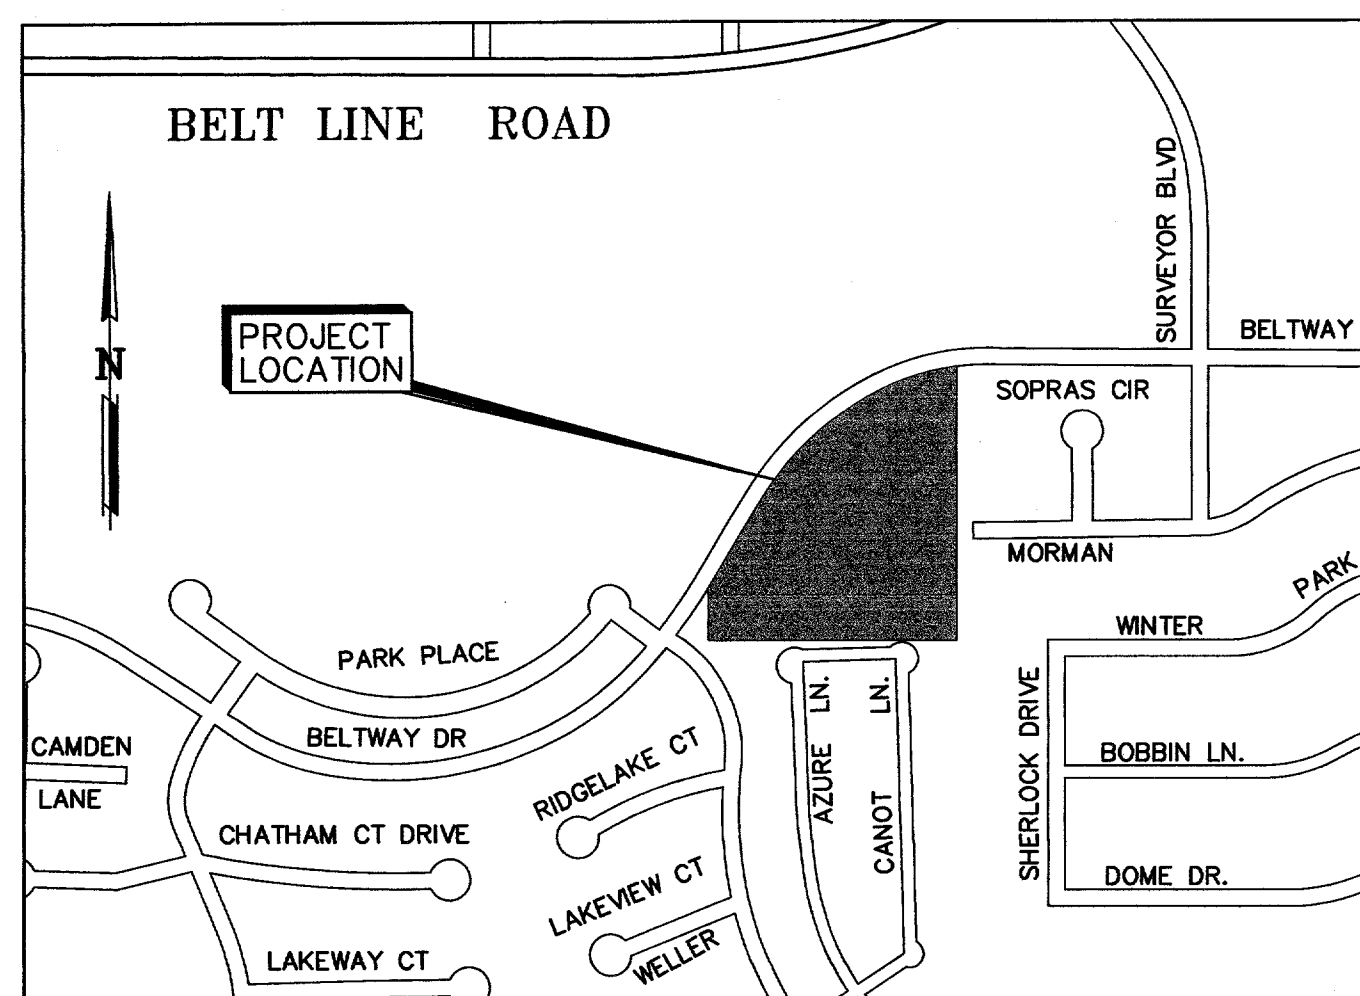 BELT LINE ROAD
SURVEYOR BLVD
PROJECT
LOCATION
N
BELTWAY
SOPRAS CIR
MORMAN
PARK
WINTER
PARK PLACE
BELTWAY DR
CAMDEN
LANE
RIDGELAKE CT
AZURE LN.
CANOT LN.
SHERLOCK DRIVE
BOBBIN LN.
CHATHAM CT DRIVE
LAKEVIEW CT
DOME DR.
WELLER
LAKEWAY CT